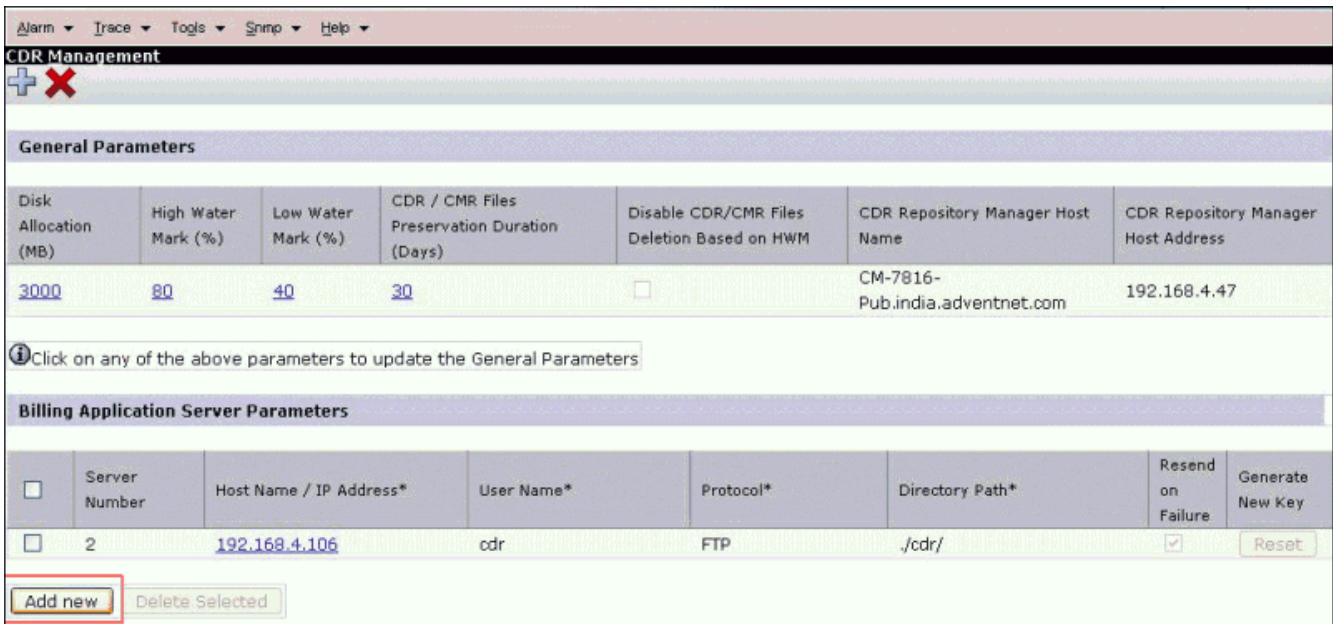 Alarm Trace Tools Snmp Help
CDR Management
General Parameters
Disk Allocation (MB) High Water Mark (%) Low Water Mark (%) CDR / CMR Files Preservation Duration (Days) Disable CDR/CMR Files Deletion Based on HWM CDR Repository Manager Host Name CDR Repository Manager Host Address
3000 80 40 30 CM-7816-Pub.india.adventnet.com 192.168.4.47
Click on any of the above parameters to update the General Parameters
Billing Application Server Parameters
Server Number Host Name / IP Address* User Name* Protocol* Directory Path* Resend on Failure Generate New Key
2 192.168.4.106 cdr FTP ./cdr/ Reset
Add new Delete Selected